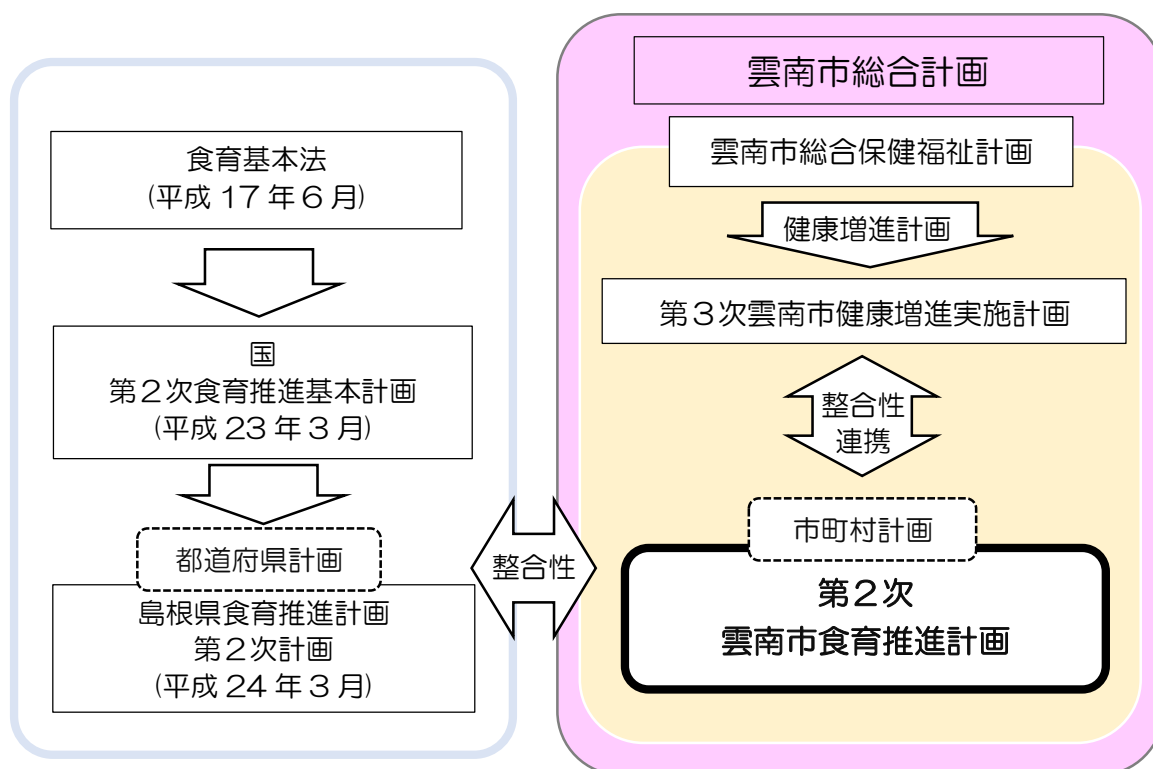 食育基本法
(平成 17 年 6 月)
国
第２次食育推進基本計画
(平成 23 年 3 月)
都道府県計画
島根県食育推進計画
第２次計画
(平成 24 年 3 月)
整合性
雲南市総合計画
雲南市総合保健福祉計画
健康増進計画
第３次雲南市健康増進実施計画
整合性
連携
市町村計画
第２次
雲南市食育推進計画